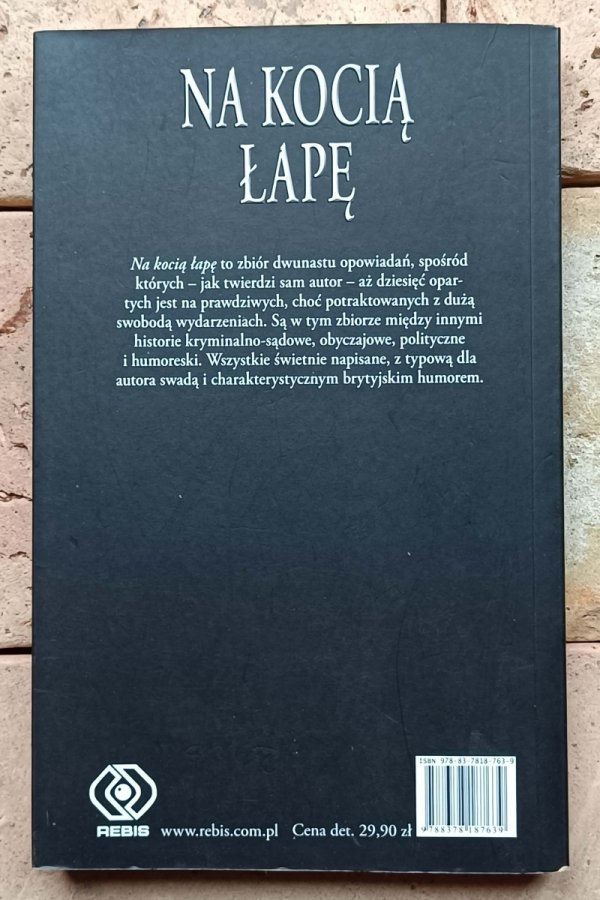 NA KOCIĄ
ŁAPĘ
Na kocią łapę to zbiór dwunastu opowiadań, spośród
których – jak twierdzi sam autor – aż dziesięć opar-
tych jest na prawdziwych, choć potraktowanych z dużą
swobodą wydarzeniach. Są w tym zbiorze między innymi
historie kryminalno-sądowe, obyczajowe, polityczne
i humoreski. Wszystkie świetnie napisane, z typową dla
autora swadą i charakterystycznym brytyjskim humorem.
ISBN 978-83-7818-763-9
REBIS www.rebis.com.pl Cena det. 29,90 zł
9788378187639